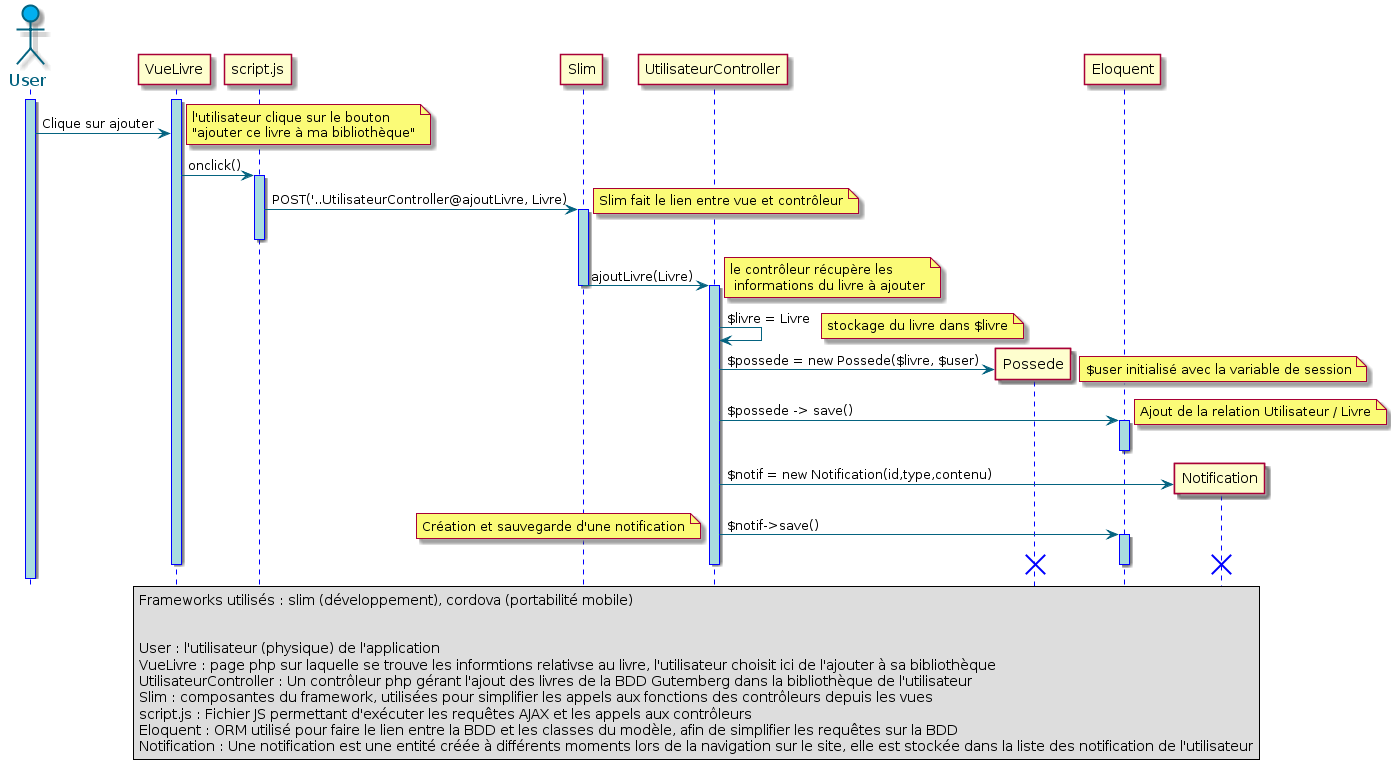 User
VueLivre
script.js
Slim
UtilisateurController
Eloquent
Clique sur ajouter
l'utilisateur clique sur le bouton
"ajouter ce livre à ma bibliothèque"
onclick()
POST('..UtilisateurController@ajoutLivre, Livre)
Slim fait le lien entre vue et contrôleur
ajoutLivre(Livre)
le contrôleur récupère les
informations du livre à ajouter
$livre = Livre
stockage du livre dans $livre
$possede = new Possede($livre, $user)
Possede
$user initialisé avec la variable de session
$possede -> save()
Ajout de la relation Utilisateur / Livre
$notif = new Notification(id,type,contenu)
Notification
Création et sauvegarde d'une notification
$notif->save()
Frameworks utilisés : slim (développement), cordova (portabilité mobile)
User : l'utilisateur (physique) de l'application
VueLivre : page php sur laquelle se trouve les informtions relativse au livre, l'utilisateur choisit ici de l'ajouter à sa bibliothèque
UtilisateurController : Un contrôleur php gérant l'ajout des livres de la BDD Gutemberg dans la bibliothèque de l'utilisateur
Slim : composantes du framework, utilisées pour simplifier les appels aux fonctions des contrôleurs depuis les vues
script.js : Fichier JS permettant d'exécuter les requêtes AJAX et les appels aux contrôleurs
Eloquent : ORM utilisé pour faire le lien entre la BDD et les classes du modèle, afin de simplifier les requêtes sur la BDD
Notification : Une notification est une entité créée à différents moments lors de la navigation sur le site, elle est stockée dans la liste des notification de l'utilisateur